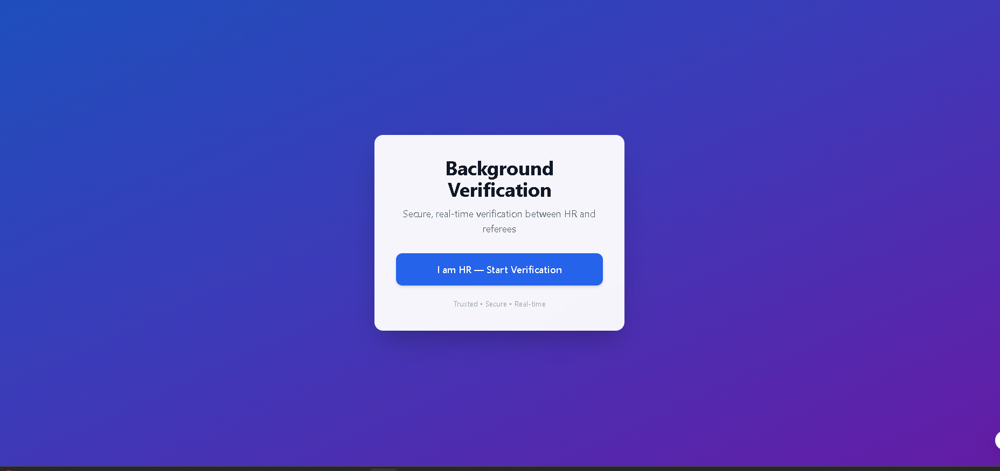 Background
Verification
Secure, real-time verification between HR and
referees
I am HR — Start Verification
Trusted • Secure • Real-time